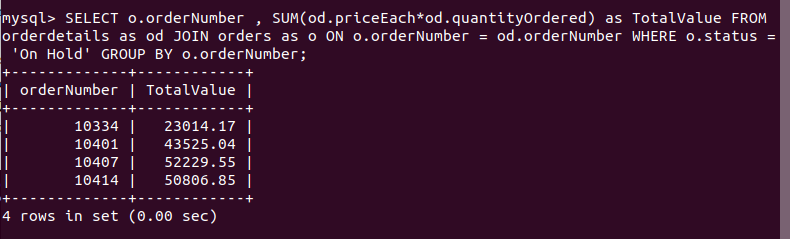 mysql> SELECT o.orderNumber , SUM(od.priceEach*od.quantityOrdered) as TotalValue FROM
orderdetails as od JOIN orders as o ON o.orderNumber = od.orderNumber WHERE o.status =
 'On Hold' GROUP BY o.orderNumber;
+-------------+------------+
| orderNumber | TotalValue |
+-------------+------------+
|       10334 |   23014.17 |
|       10401 |   43525.04 |
|       10407 |   52229.55 |
|       10414 |   50806.85 |
+-------------+------------+
4 rows in set (0.00 sec)